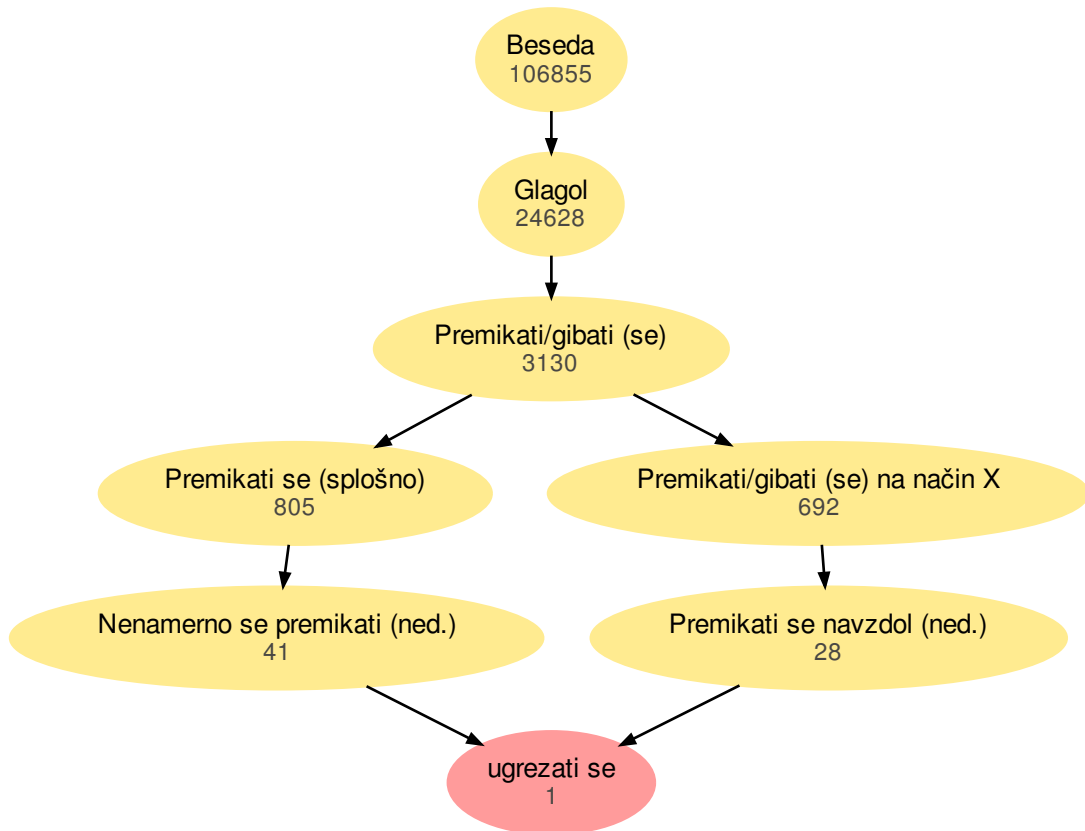 Beseda
106855
Glagol
24628
Premikati/gibati (se)
3130
Premikati se (splošno)
805
Premikati/gibati (se) na način X
692
Nenamerno se premikati (ned.)
41
Premikati se navzdol (ned.)
28
ugrezati se
1